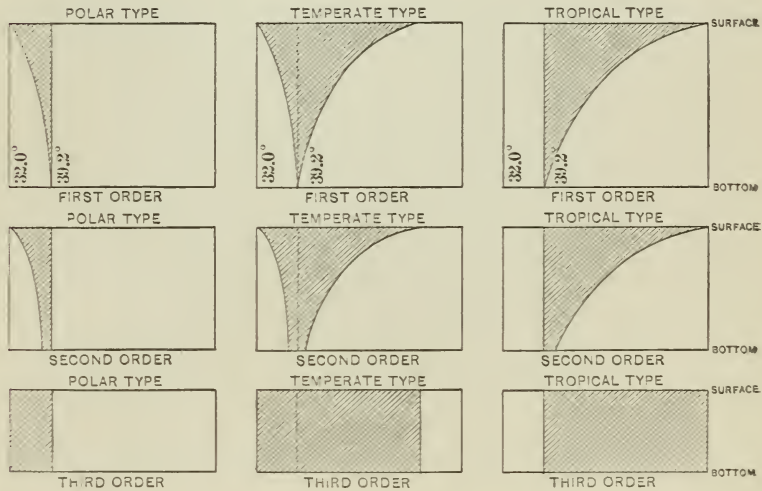 POLAR TYPE TEMPERATE TYPE TROPICAL TYPE
SURFACE
32.0° 39.2° 32.0° 39.2° 32.0° 39.2°
BOTTOM
FIRST ORDER FIRST ORDER FIRST ORDER
POLAR TYPE TEMPERATE TYPE TROPICAL TYPE
SURFACE
BOTTOM
SECOND ORDER SECOND ORDER SECOND ORDER
POLAR TYPE TEMPERATE TYPE TROPICAL TYPE
SURFACE
BOTTOM
THIRD ORDER THIRD ORDER THIRD ORDER